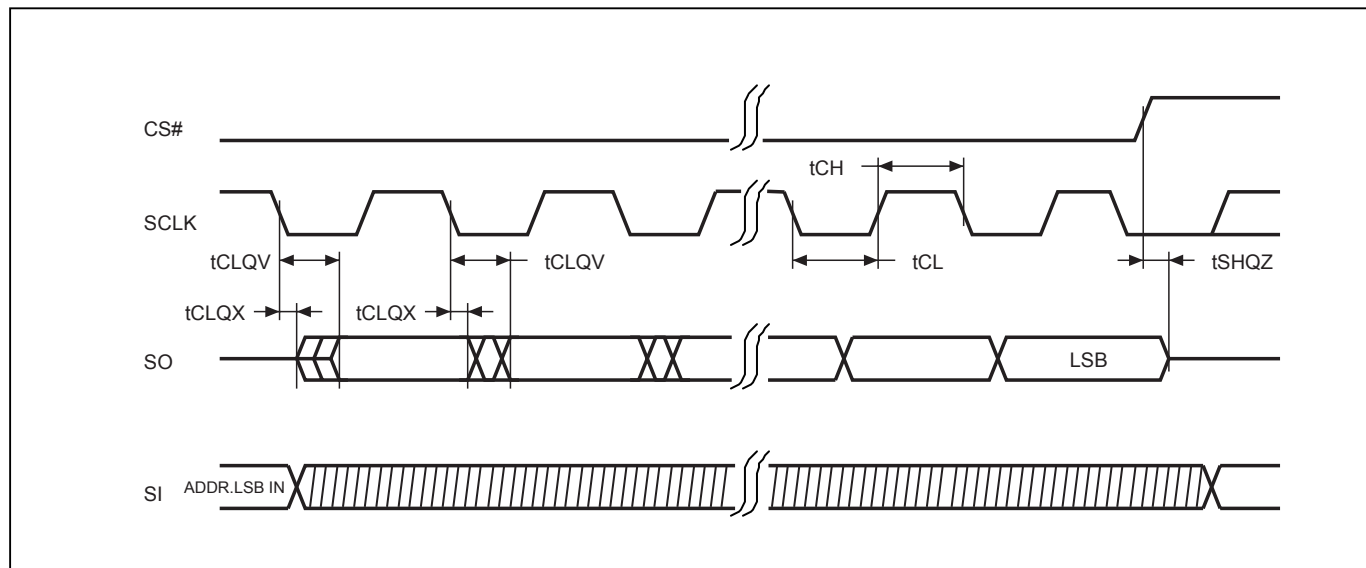 CS#
tCH
SCLK
tCLQV
tCLQV
tCL
tSHQZ
tCLQX
tCLQX
SO
LSB
SI
ADDR.LSB IN